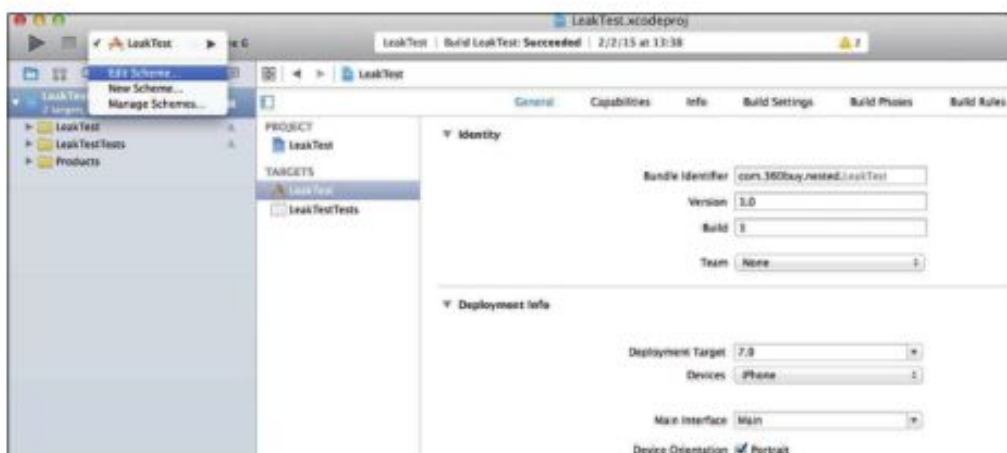 LeakTest.xcodeproj
LeakTest
LeakTest | Build LeakTest: Succeeded | 2/2/15 at 13:38
Edit Scheme...
New Scheme...
Manage Schemes...
LeakTest
General Capabilities Info Build Settings Build Phases Build Rules
LeakTest
LeakTestTests
Products
PROJECT
LeakTest
TARGETS
LeakTest
LeakTestTests
Identity
Bundle Identifier com.360buy.nested.LeakTest
Version
Build
Team None
Deployment Info
Deployment Target 7.0
Devices iPhone
Main Interface Main
Device Orientation Portrait